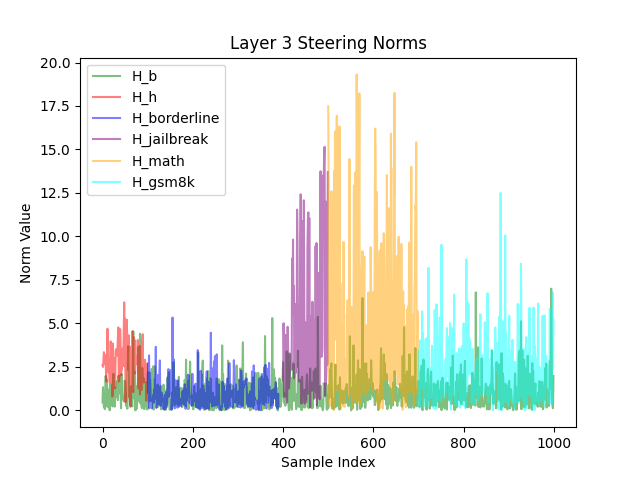 Layer 3 Steering Norms
20.0
17.5
15.0
12.5
10.0
7.5
5.0
2.5
0.0
Norm Value
H_b
H_h
H_borderline
H_jailbreak
H_math
H_gsm8k
0 200 400 600 800 1000
Sample Index